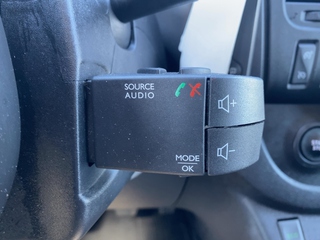 SOURCE
AUDIO
+
MODE
OK
-